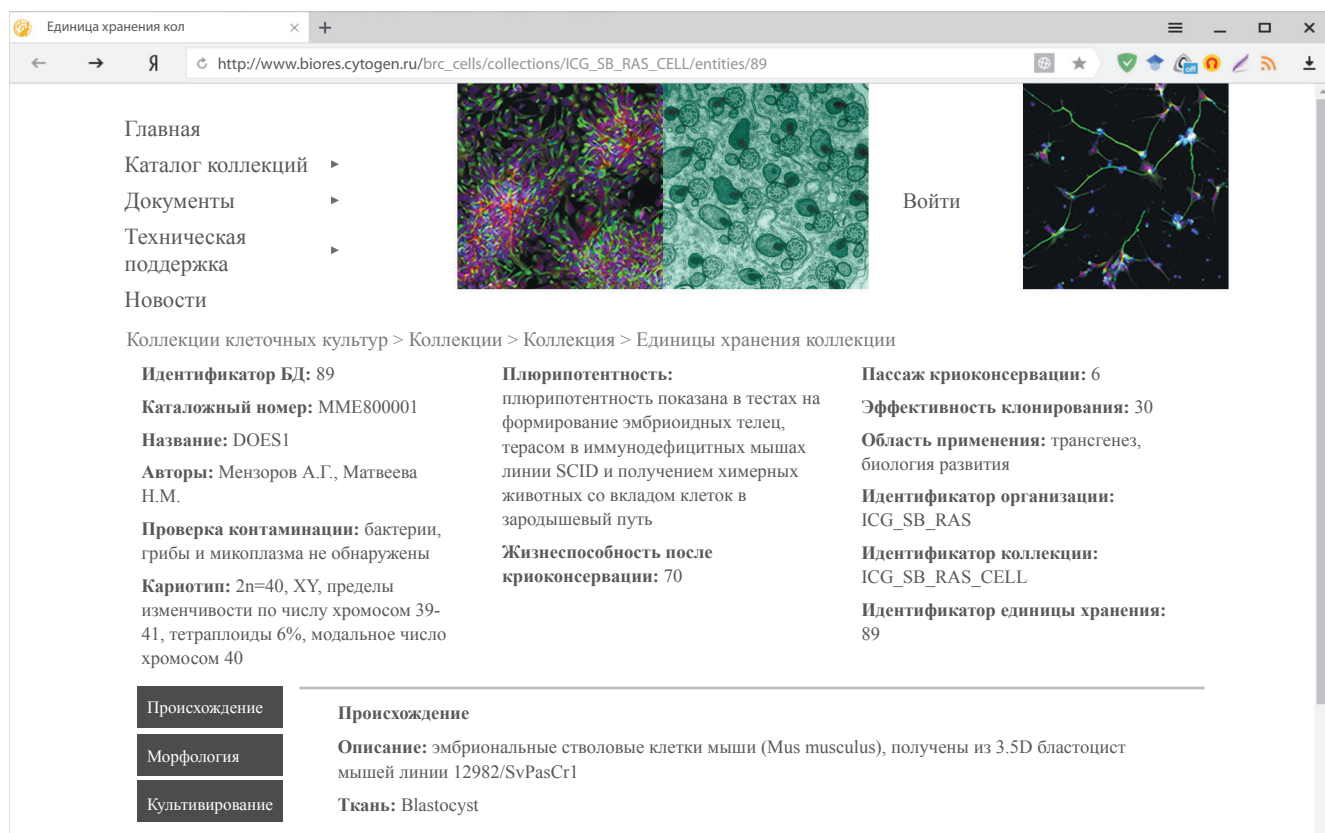 Единица хранения кол
Я
http://www.biores.cytogen.ru/brc_cells/collections/ICG_SB_RAS_CELL/entities/89
off
Главная
Каталог коллекций
Документы
Техническая
поддержка
Новости
Войти
Коллекции клеточных культур > Коллекции > Коллекция > Единицы хранения коллекции
Идентификатор БД: 89
Каталожный номер: MME800001
Название: DOES1
Авторы: Мензоров А.Г., Матвеева
Н.М.
Проверка контаминации: бактерии,
грибы и микоплазма не обнаружены
Кариотип: 2n=40, XY, пределы
изменчивости по числу хромосом 39-
41, тетраплоиды 6%, модальное число
хромосом 40
Плюрипотентность:
плюрипотентность показана в тестах на
формирование эмбриоидных телец,
терасом в иммунодефицитных мышах
линии SCID и получением химерных
животных со вкладом клеток в
зародышевый путь
Жизнеспособность после
криоконсервации: 70
Пассаж криоконсервации: 6
Эффективность клонирования: 30
Область применения: трансгенез,
биология развития
Идентификатор организации:
ICG_SB_RAS
Идентификатор коллекции:
ICG_SB_RAS_CELL
Идентификатор единицы хранения:
89
Происхождение
Морфология
Культивирование
Происхождение
Описание: эмбриональные стволовые клетки мыши (Mus musculus), получены из 3.5D бластоцист
мышей линии 12982/SvPasCr1
Ткань: Blastocyst